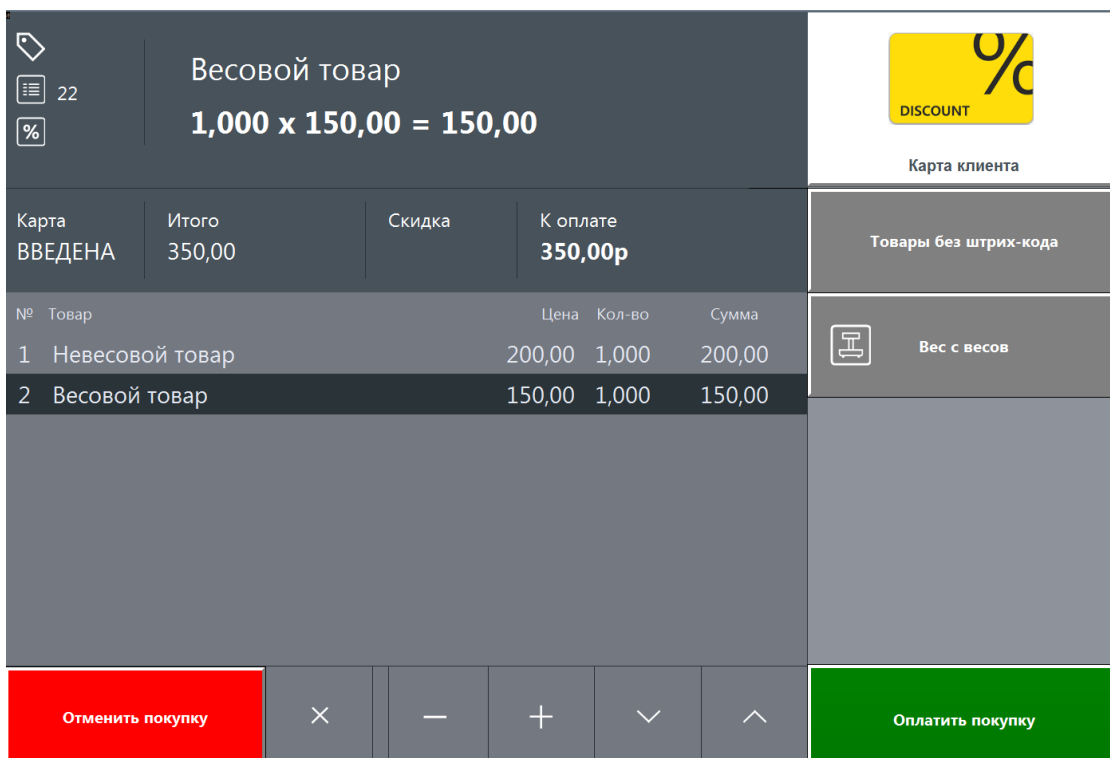 22
%
Весовой товар
1,000 x 150,00 = 150,00
%
DISCOUNT
Карта клиента
Карта Итого Скидка К оплате
ВВЕДЕНА 350,00 350,00р
Товары без штрих-кода
№ Товар Цена Кол-во Сумма
1 Невесовой товар 200,00 1,000 200,00
2 Весовой товар 150,00 1,000 150,00
Вес с весов
Отменить покупку
Оплатить покупку